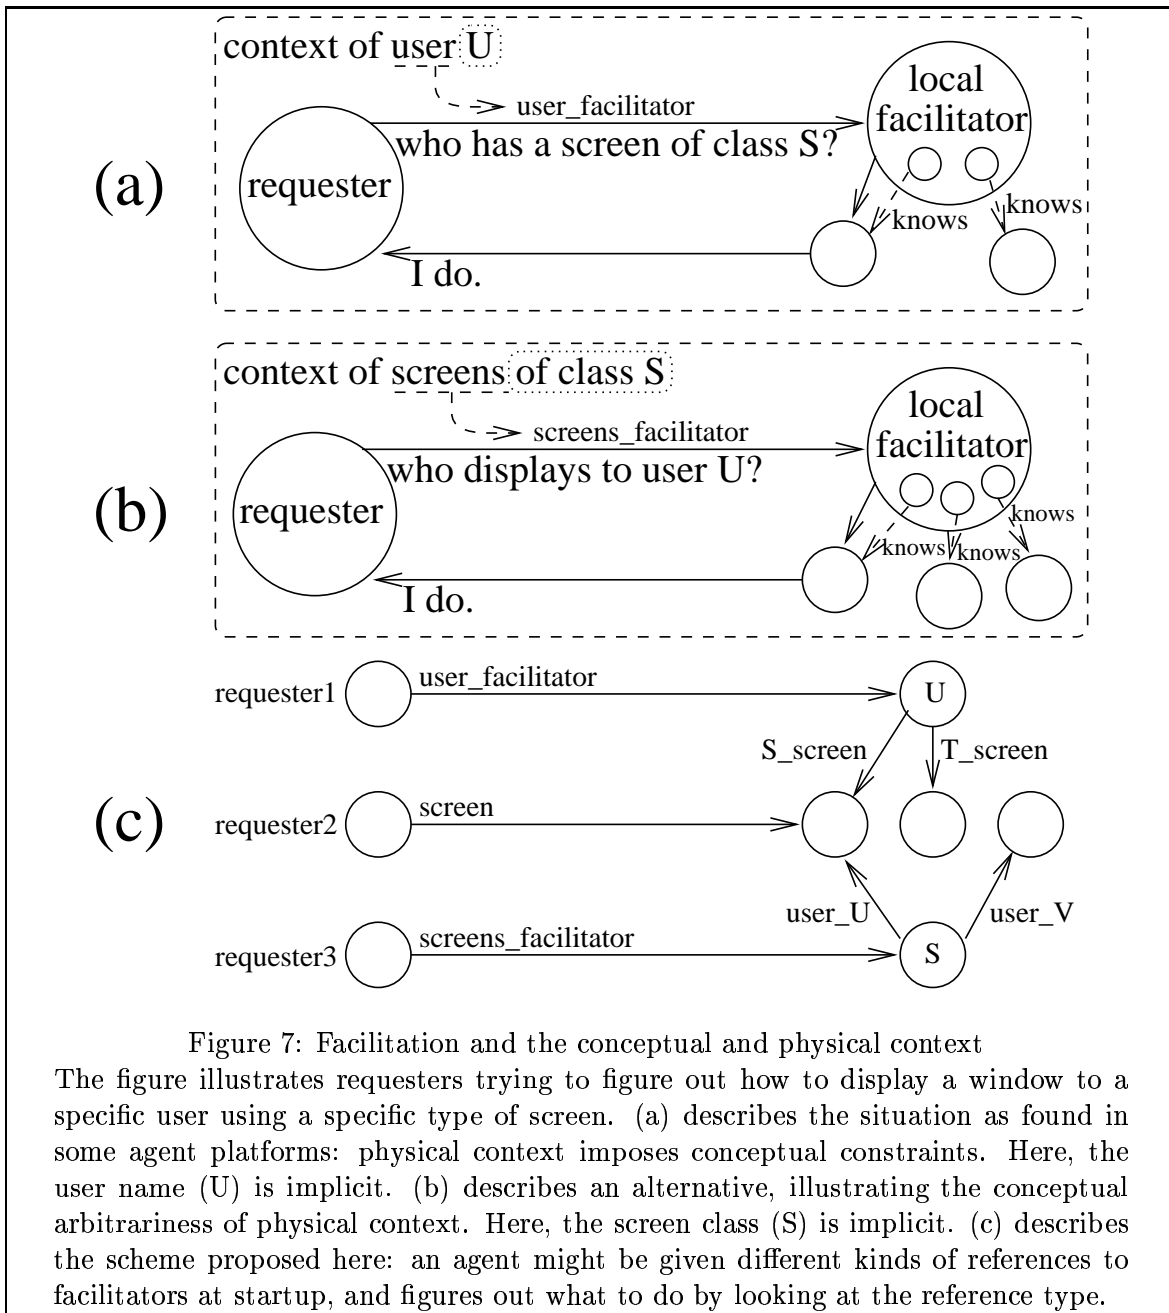 context of user U
local
facilitator
user_facilitator
who has a screen of class S?
(a)
requester
knows
knows
I do.
context of screens of class S
local
facilitator
screens_facilitator
who displays to user U?
(b)
requester
knows
knows
knows
I do.
requester1
user_facilitator
U
S_screen
T_screen
(c)
requester2
screen
user_U
user_V
requester3
screens_facilitator
S
Figure 7: Facilitation and the conceptual and physical context
The figure illustrates requesters trying to figure out how to display a window to a
specific user using a specific type of screen. (a) describes the situation as found in
some agent platforms: physical context imposes conceptual constraints. Here, the
user name (U) is implicit. (b) describes an alternative, illustrating the conceptual
arbitrariness of physical context. Here, the screen class (S) is implicit. (c) describes
the scheme proposed here: an agent might be given different kinds of references to
facilitators at startup, and figures out what to do by looking at the reference type.